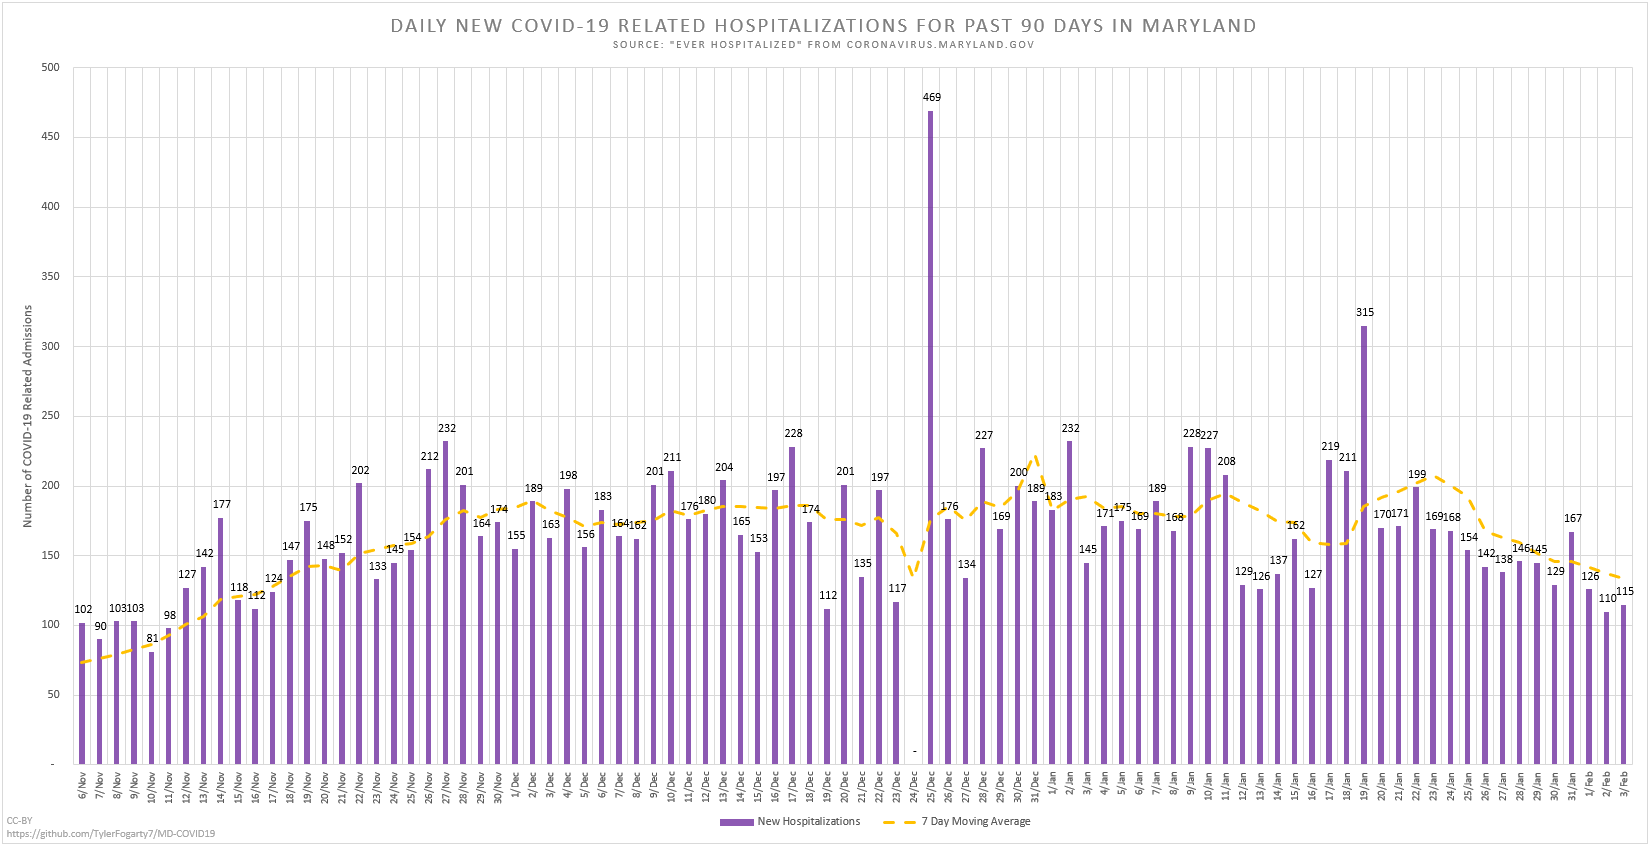 DAILY NEW COVID-19 RELATED HOSPITALIZATIONS FOR PAST 90 DAYS IN MARYLAND
SOURCE: "EVER HOSPITALIZED" FROM CORONAVIRUS.MARYLAND.GOV
Number of COVID-19 Related Admissions
500
450
400
350
300
250
200
150
100
50
-
102 90 103 103 81 98 127 142 177 118 112 124 147 175 148 152 202 133 145 154 212 232 201 164 174 155 189 163 198 156 183 164 162 201 211 176 180 204 165 153 197 228 174 112 201 135 197 117 - 469 176 134 227 169 200 189 183 232 145 171 175 169 189 168 228 227 208 129 126 137 162 127 219 211 315 170 171 199 169 168 154 142 138 146 145 129 167 126 110 115
6/Nov 7/Nov 8/Nov 9/Nov 10/Nov 11/Nov 12/Nov 13/Nov 14/Nov 15/Nov 16/Nov 17/Nov 18/Nov 19/Nov 20/Nov 21/Nov 22/Nov 23/Nov 24/Nov 25/Nov 26/Nov 27/Nov 28/Nov 29/Nov 30/Nov 1/Dec 2/Dec 3/Dec 4/Dec 5/Dec 6/Dec 7/Dec 8/Dec 9/Dec 10/Dec 11/Dec 12/Dec 13/Dec 14/Dec 15/Dec 16/Dec 17/Dec 18/Dec 19/Dec 20/Dec 21/Dec 22/Dec 23/Dec 24/Dec 25/Dec 26/Dec 27/Dec 28/Dec 29/Dec 30/Dec 31/Dec 1/Jan 2/Jan 3/Jan 4/Jan 5/Jan 6/Jan 7/Jan 8/Jan 9/Jan 10/Jan 11/Jan 12/Jan 13/Jan 14/Jan 15/Jan 16/Jan 17/Jan 18/Jan 19/Jan 20/Jan 21/Jan 22/Jan 23/Jan 24/Jan 25/Jan 26/Jan 27/Jan 28/Jan 29/Jan 30/Jan 31/Jan 1/Feb 2/Feb 3/Feb
New Hospitalizations 7 Day Moving Average
CC-BY
https://github.com/TylerFogarty7/MD-COVID19